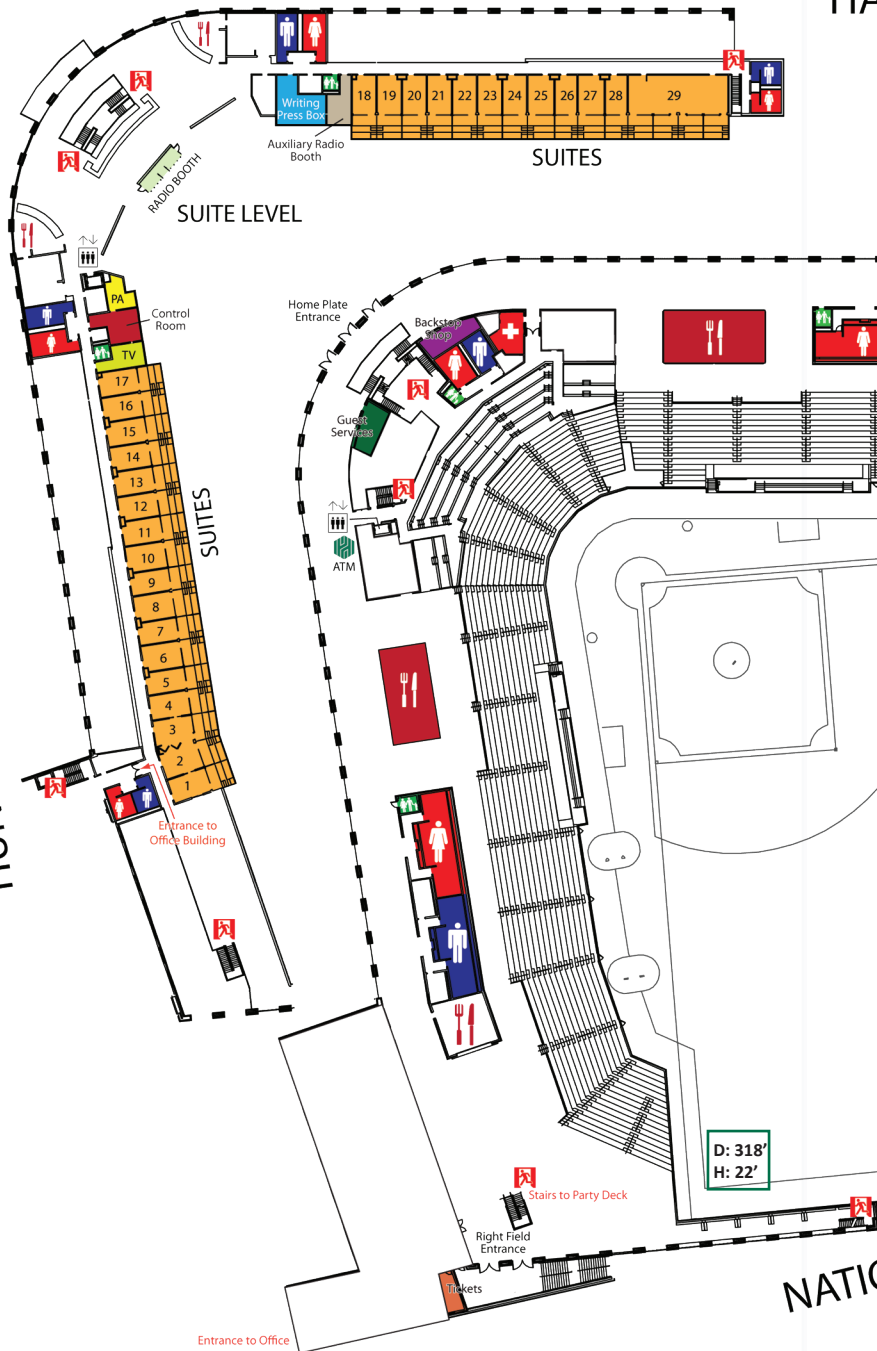 Writing
Press Box
18 19 20 21 22 23 24 25 26 27 28 29
Auxiliary Radio
Booth
SUITES
RADIO BOOTH
SUITE LEVEL
PA
Control
Room
TV
17
16
15
14
13
12
11
10
9
8
7
6
5
4
3
2
1
SUITES
Entrance to
Office Building
Home Plate
Entrance
Backstop
Shop
Guest
Services
ATM
D: 318'
H: 22'
Stairs to Party Deck
Right Field
Entrance
Tickets
Entrance to Office